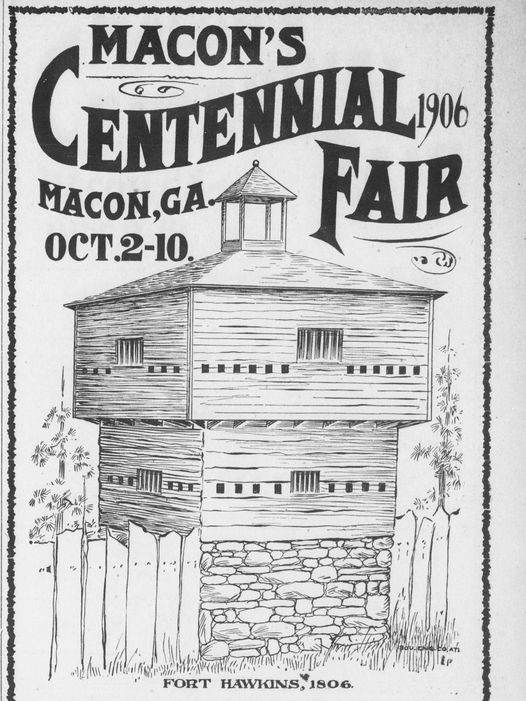 MACON'S
CENTENNIAL 1906
FAIR
MACON, GA.
OCT. 2-10.
FORT HAWKINS, 1806.